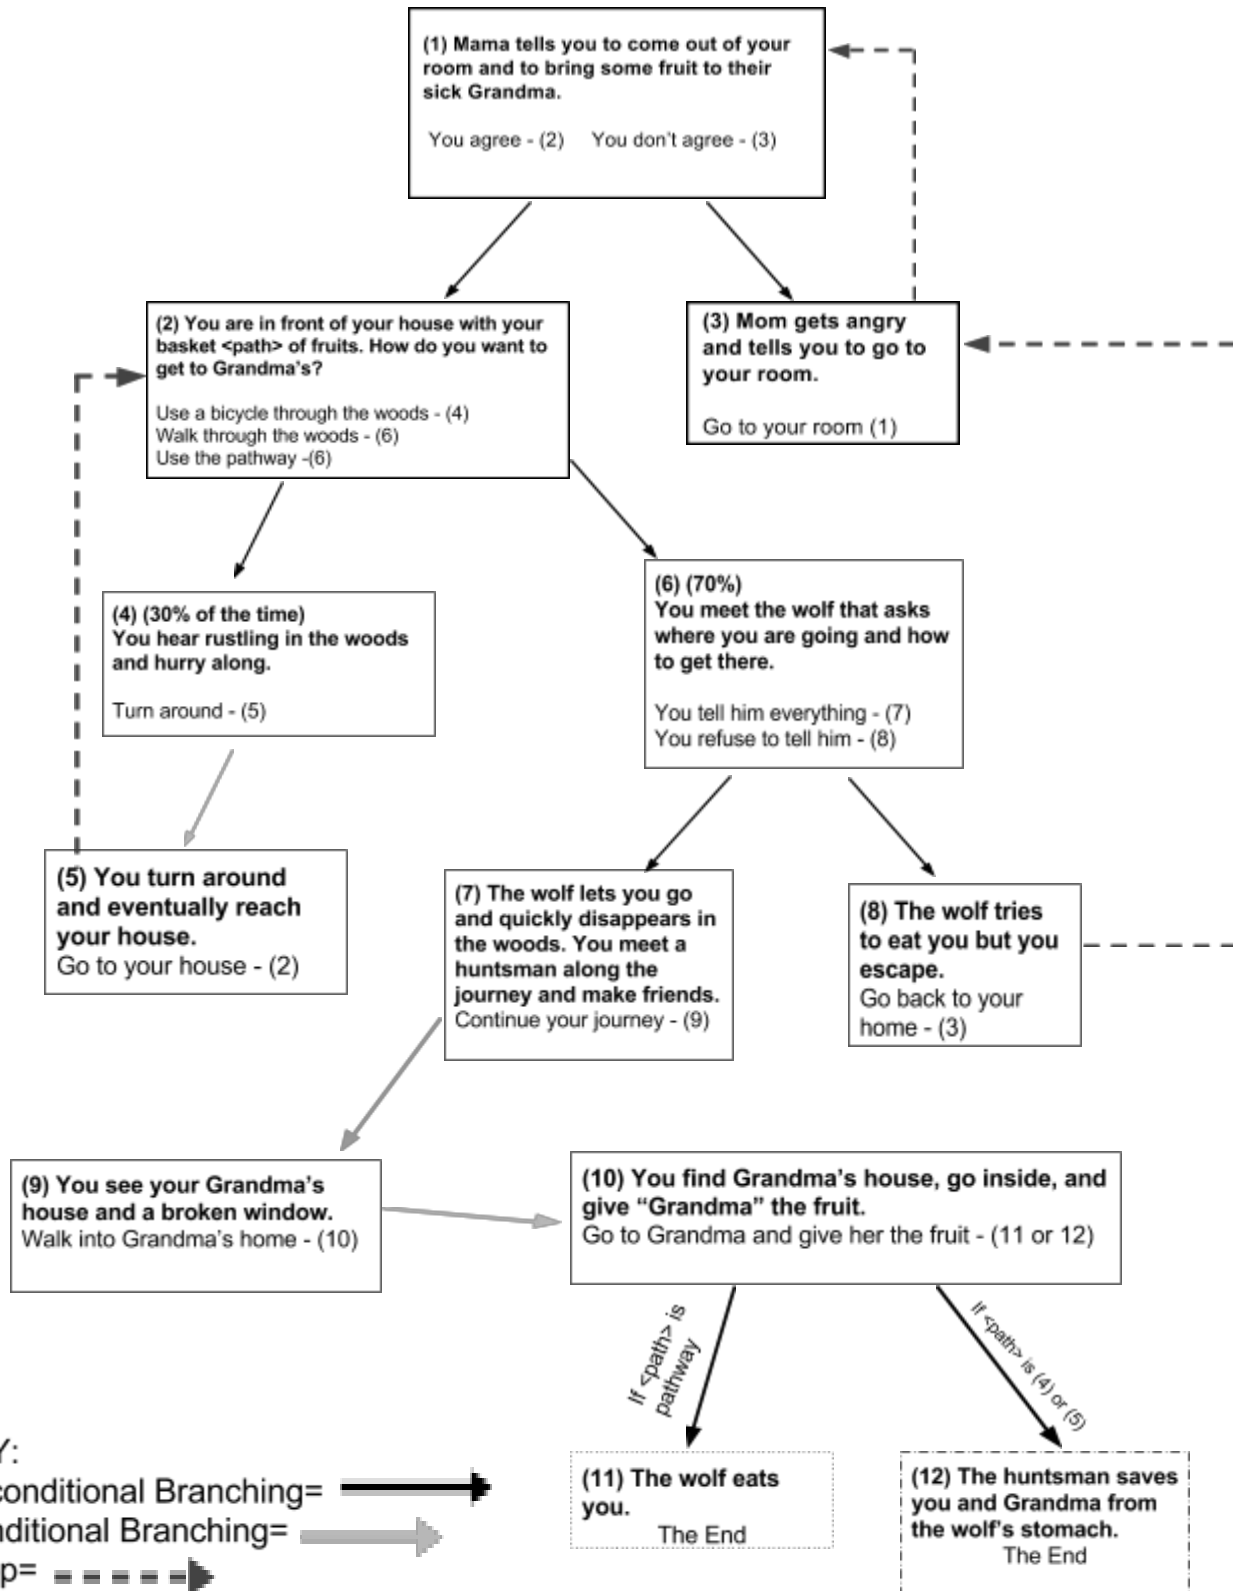 (1) Mama tells you to come out of your
room and to bring some fruit to their
sick Grandma.
You agree - (2) You don't agree - (3)
(2) You are in front of your house with your
basket <path> of fruits. How do you want to
get to Grandma's?
Use a bicycle through the woods - (4)
Walk through the woods - (6)
Use the pathway -(6)
(3) Mom gets angry
and tells you to go to
your room.
Go to your room (1)
(4) (30% of the time)
You hear rustling in the woods
and hurry along.
Turn around - (5)
(6) (70%)
You meet the wolf that asks
where you are going and how
to get there.
You tell him everything - (7)
You refuse to tell him - (8)
(5) You turn around
and eventually reach
your house.
Go to your house - (2)
(7) The wolf lets you go
and quickly disappears in
the woods. You meet a
huntsman along the
journey and make friends.
Continue your journey - (9)
(8) The wolf tries
to eat you but you
escape.
Go back to your
home - (3)
(9) You see your Grandma's
house and a broken window.
Walk into Grandma's home - (10)
(10) You find Grandma's house, go inside, and
give “Grandma” the fruit.
Go to Grandma and give her the fruit - (11 or 12)
If <path> is
pathway
If <path> is (4) or (5)
(11) The wolf eats
you.
The End
(12) The huntsman saves
you and Grandma from
the wolf's stomach.
The End
Y:
conditional Branching=
nditional Branching=
p=